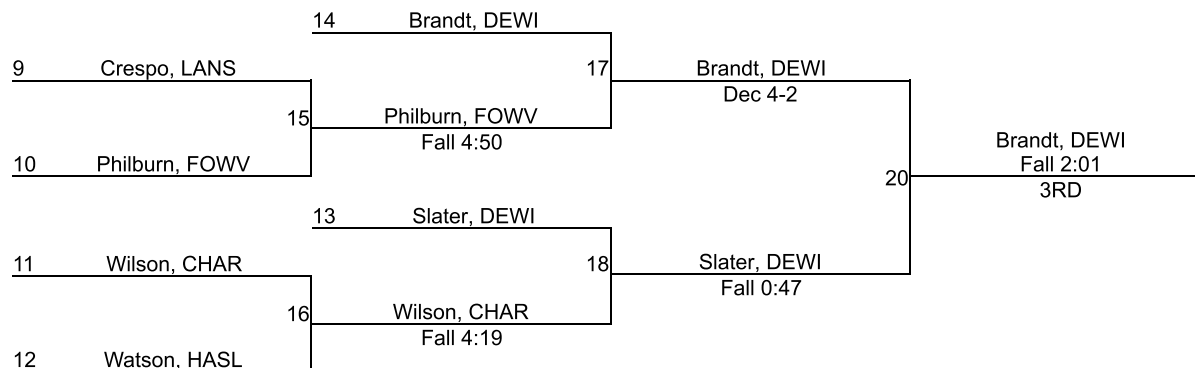 14 Brandt, DEWI
9 Crespo, LANS
17 Brandt, DEWI
Dec 4-2
15 Philburn, FOWV
Fall 4:50
Brandt, DEWI
10 Philburn, FOWV
Fall 2:01
20
3RD
13 Slater, DEWI
11 Wilson, CHAR
18 Slater, DEWI
Fall 0:47
16 Wilson, CHAR
Fall 4:19
12 Watson, HASL